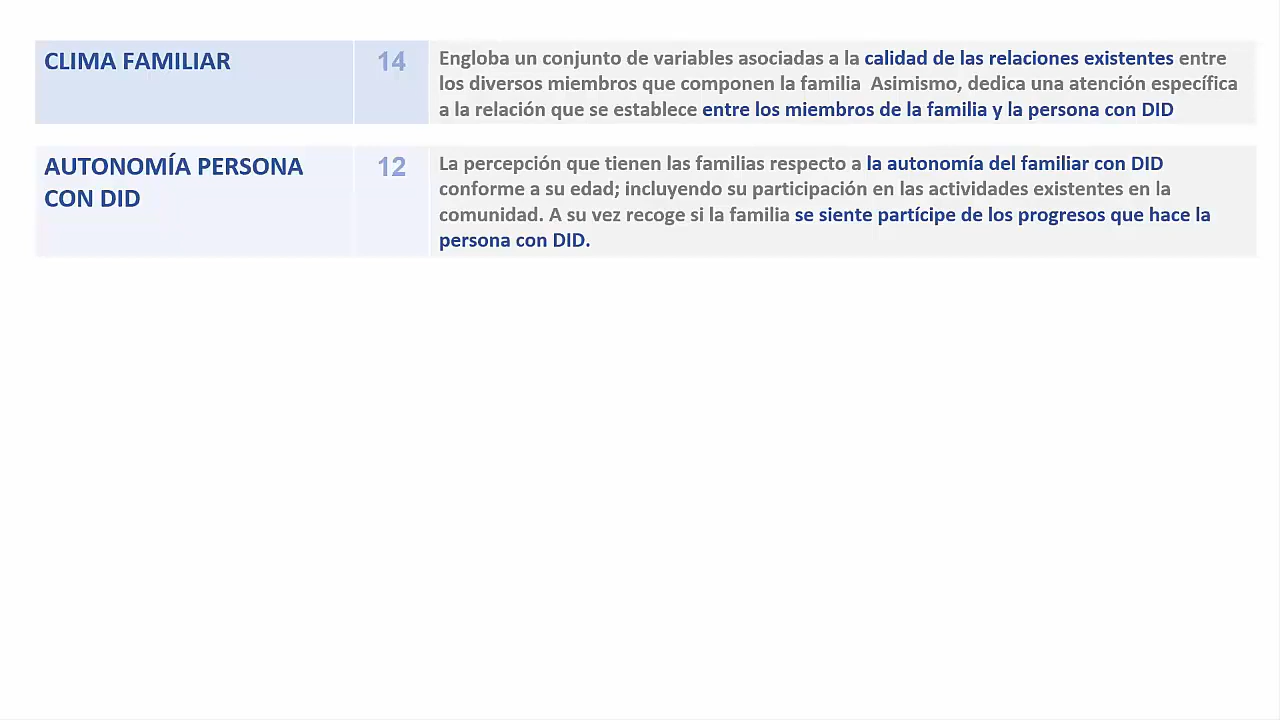 CLIMA FAMILIAR
14
Engloba un conjunto de variables asociadas a la calidad de las relaciones existentes entre
los diversos miembros que componen la familia  Asimismo, dedica una atención específica
a la relación que se establece entre los miembros de la familia y la persona con DID
AUTONOMÍA PERSONA
CON DID
12
La percepción que tienen las familias respecto a la autonomía del familiar con DID
conforme a su edad; incluyendo su participación en las actividades existentes en la
comunidad. A su vez recoge si la familia se siente partícipe de los progresos que hace la
persona con DID.